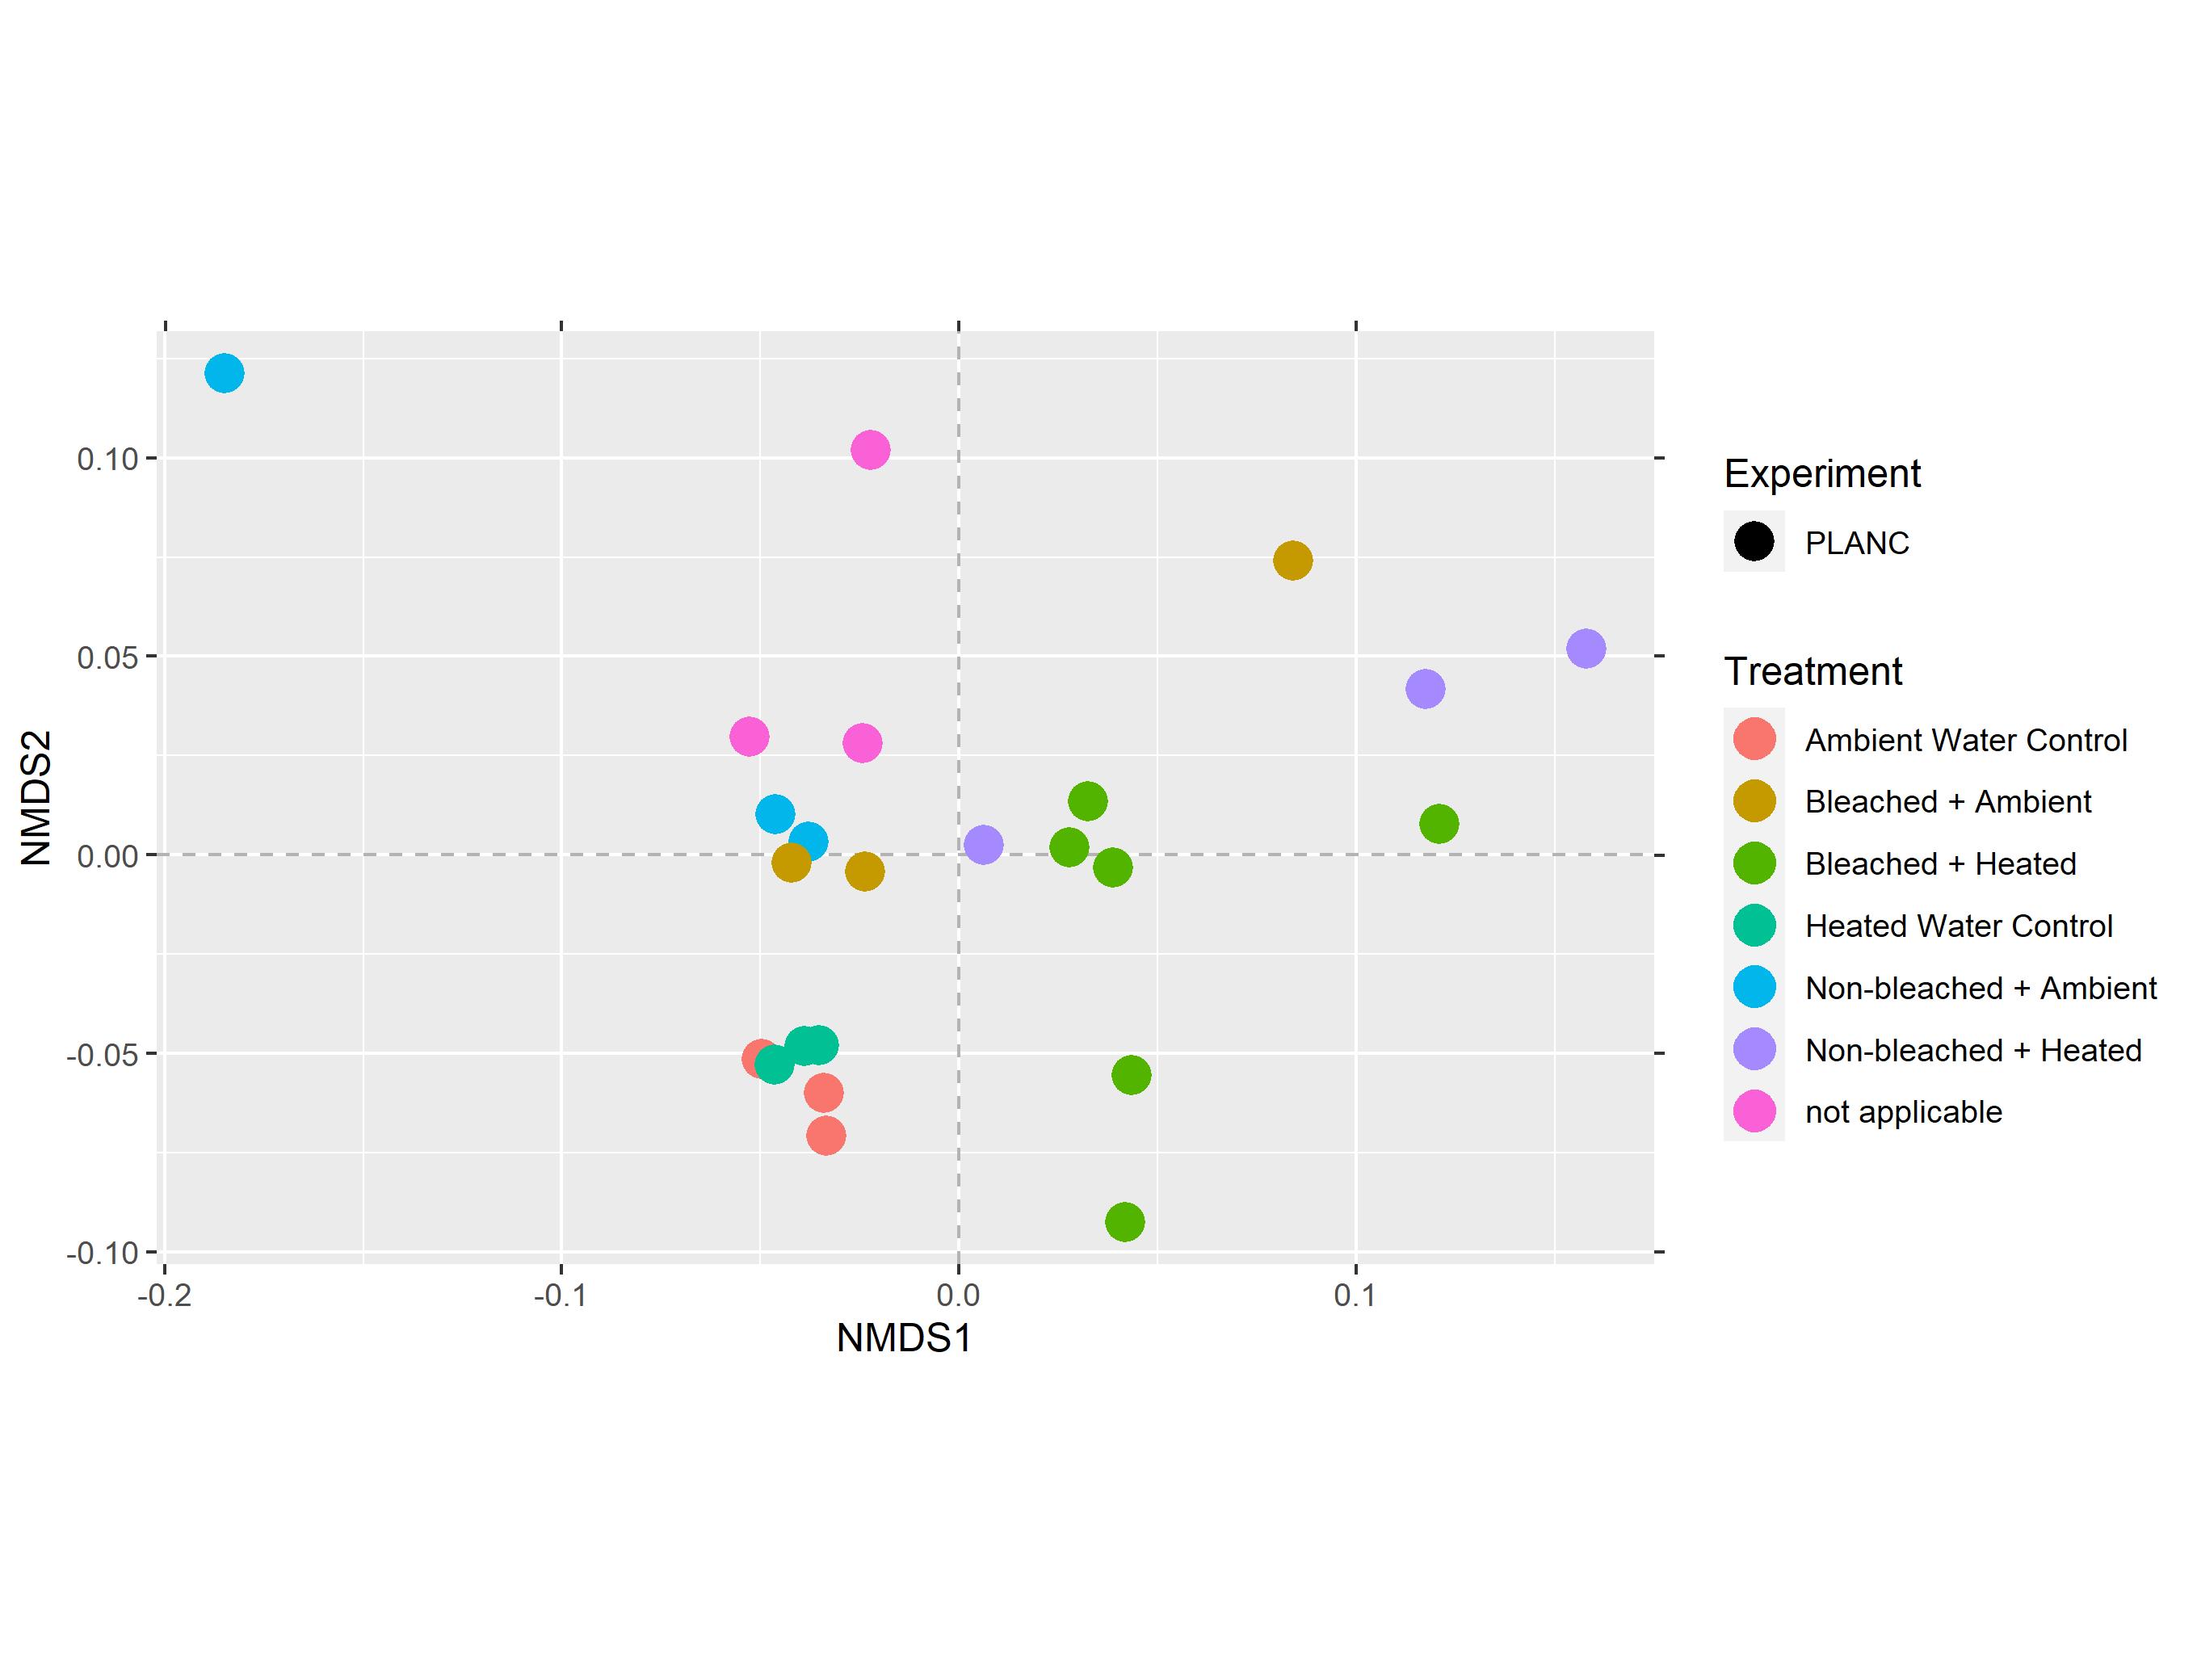 0.10
0.05
0.00
-0.05
-0.10
NMDS2
-0.2
-0.1
0.0
0.1
NMDS1
Experiment
PLANC
Treatment
Ambient Water Control
Bleached + Ambient
Bleached + Heated
Heated Water Control
Non-bleached + Ambient
Non-bleached + Heated
not applicable